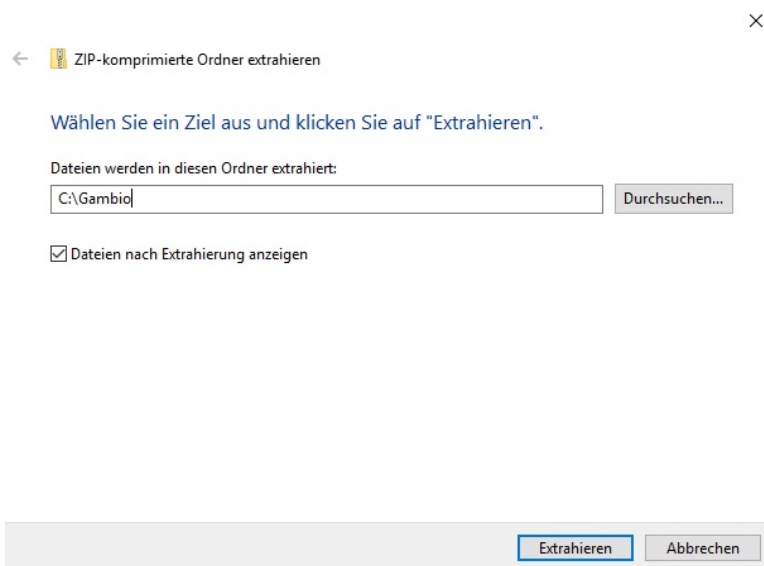 ZIP-komprimierte Ordner extrahieren
Wählen Sie ein Ziel aus und klicken Sie auf "Extrahieren".
Dateien werden in diesen Ordner extrahiert:
C:\Gambio
Durchsuchen...
Dateien nach Extrahierung anzeigen
Extrahieren
Abbrechen